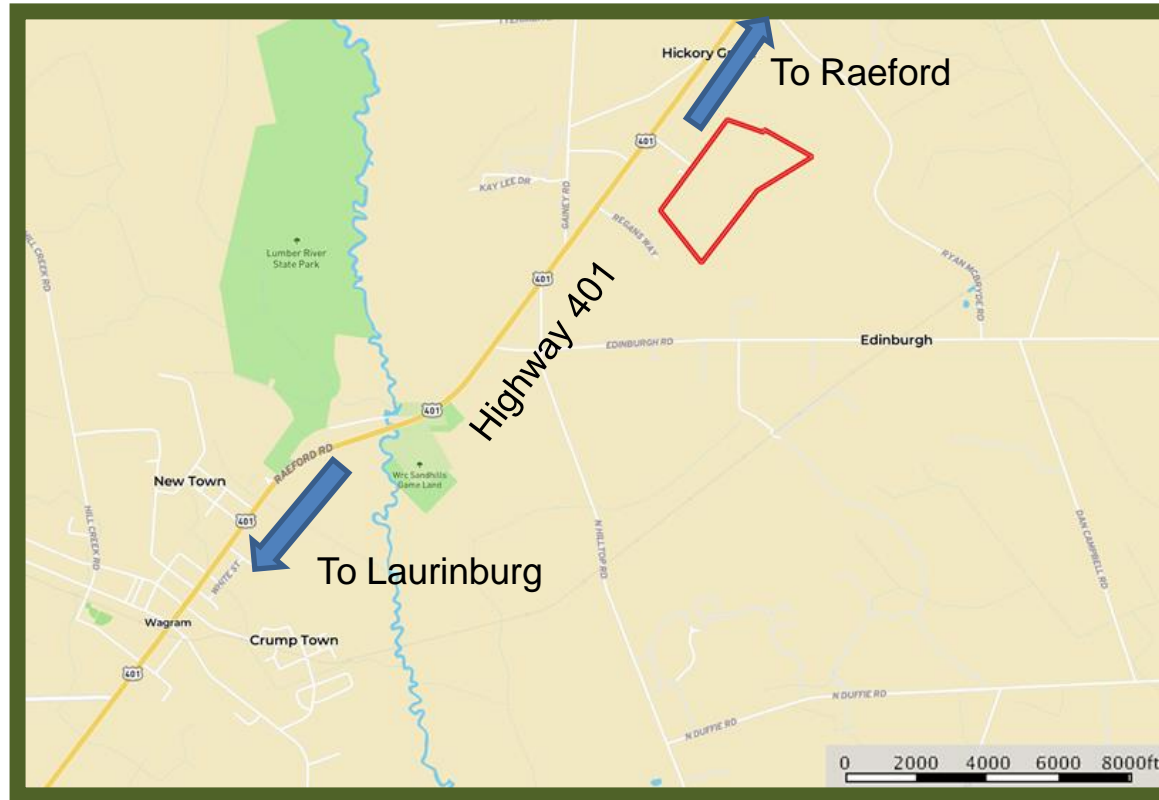 Hickory G
To Raeford
401
KAY LEE DR
GAINEY RD
REGANS WAY
Lumber River
State Park
HILL CREEK RD
401
RYAN MCBRYDE RD
Highway 401
EDINBURGH RD
Edinburgh
401
RAEFORD RD
Wrc Sandhills
Game Land
New Town
401
HILL CREEK RD
N HILLTOP RD
DAN CAMPBELL RD
To Laurinburg
WHITE ST
Wagram
Crump Town
401
N DUFFIE RD
N DUFFIE RD
0 2000 4000 6000 8000ft